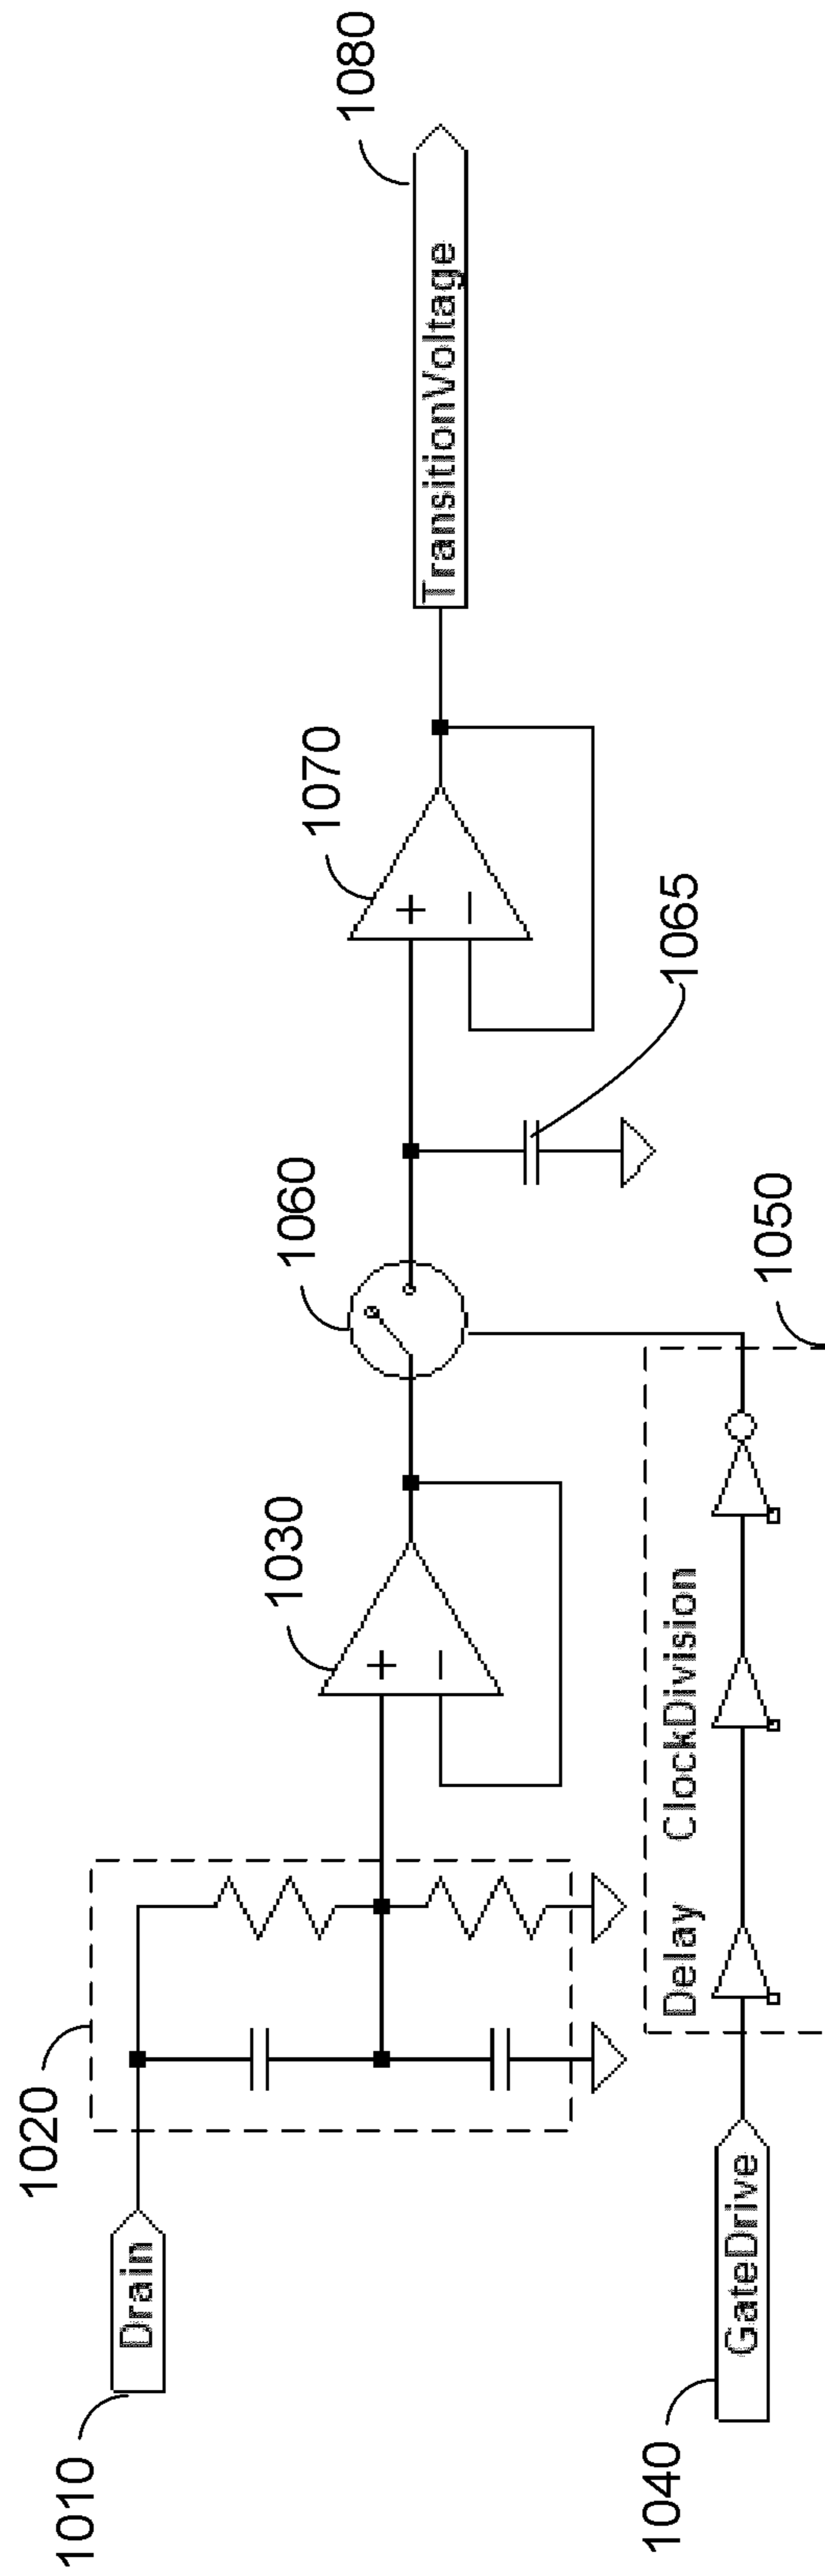 1010
Drain
1020
1030
1060
1070
1065
TransitionVoltage
1080
1040
GateDrive
Delay
ClockDivision
1050
+
−
+
−